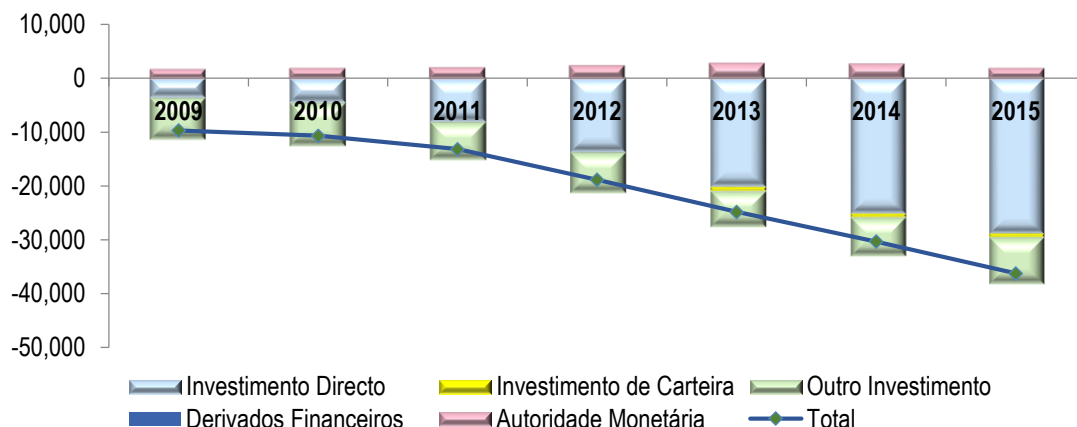 10,000
0
-10,000
-20,000
-30,000
-40,000
-50,000
2009 2010 2011 2012 2013 2014 2015
Investimento Directo Investimento de Carteira Outro Investimento
Derivados Financeiros Autoridade Monetária Total